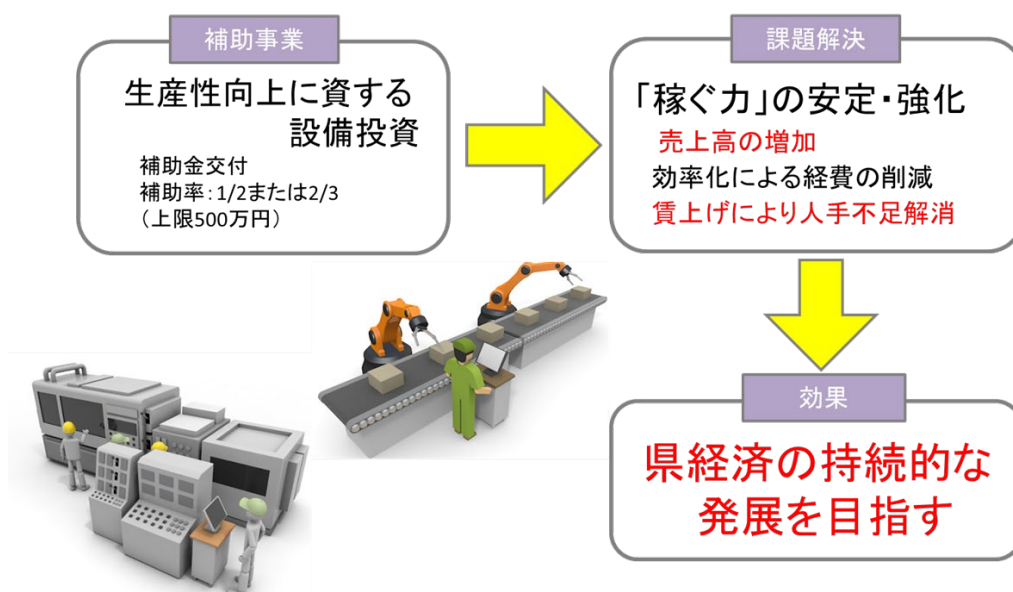 補助事業
生産性向上に資する
設備投資
補助金交付
補助率:1/2または2/3
(上限500万円)
課題解決
「稼ぐ力」の安定・強化
売上高の増加
効率化による経費の削減
賃上げにより人手不足解消
効果
県経済の持続的な
発展を目指す